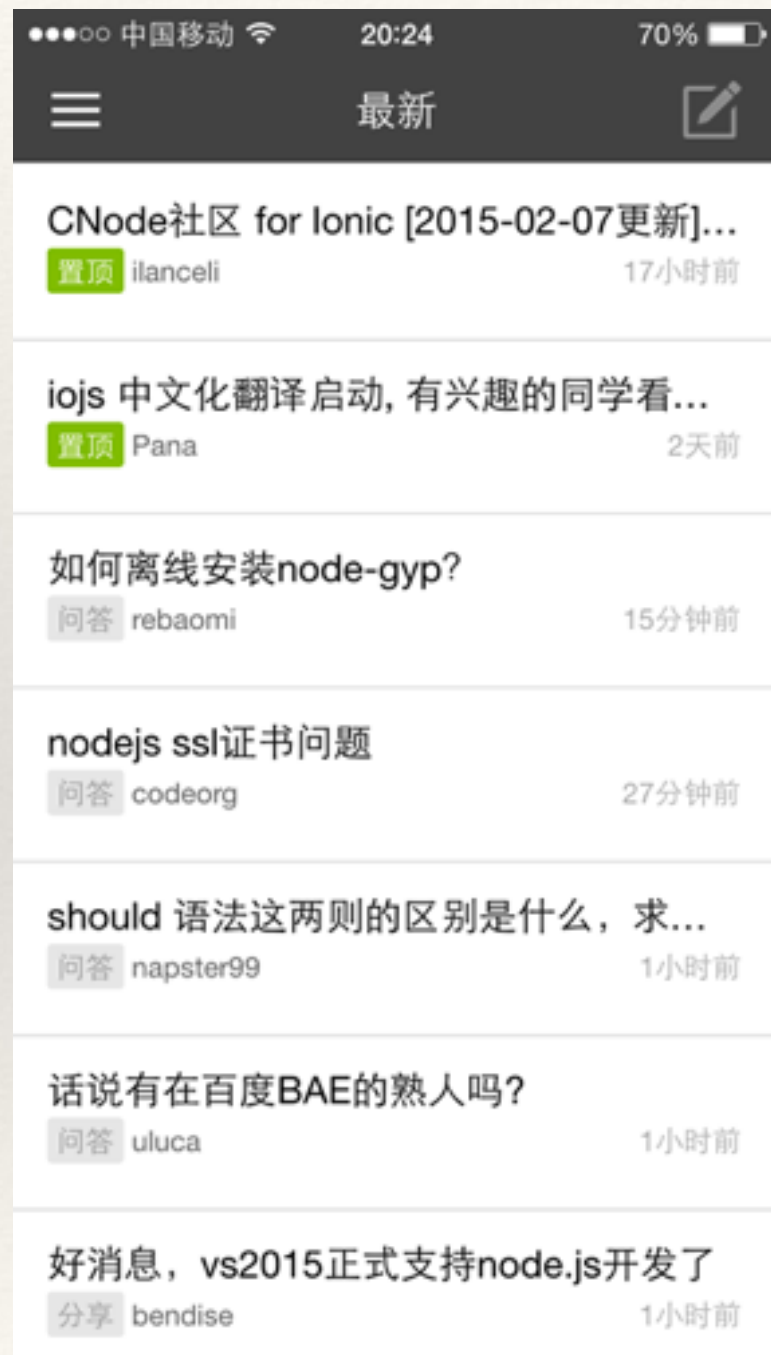 中国移动 20:24 70%
最新
CNode社区 for Ionic [2015-02-07更新]...
置顶 ilanceli 17小时前
iojs 中文化翻译启动, 有兴趣的同学看...
置顶 Pana 2天前
如何离线安装node-gyp?
问答 rebaomi 15分钟前
nodejs ssl证书问题
问答 codeorg 27分钟前
should 语法这两则的区别是什么，求...
问答 napster99 1小时前
话说有在百度BAE的熟人吗?
问答 uluca 1小时前
好消息，vs2015正式支持node.js开发了
分享 bendise 1小时前